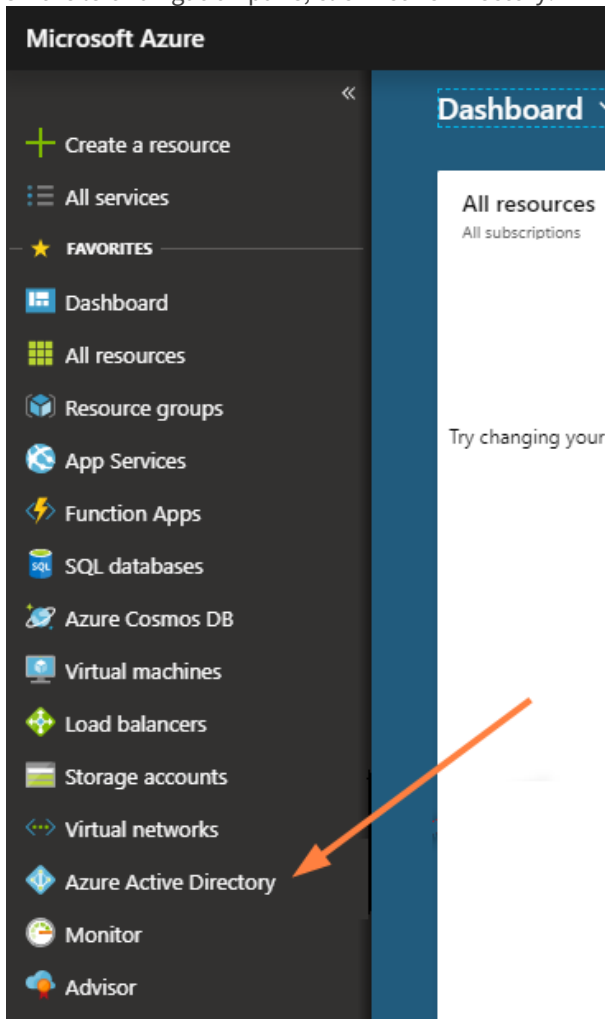 Microsoft Azure
«
Dashboard
Create a resource
All resources
All services
All subscriptions
FAVORITES
Dashboard
All resources
Resource groups
Try changing your
App Services
Function Apps
SQL databases
Azure Cosmos DB
Virtual machines
Load balancers
Storage accounts
Virtual networks
Azure Active Directory
Monitor
Advisor